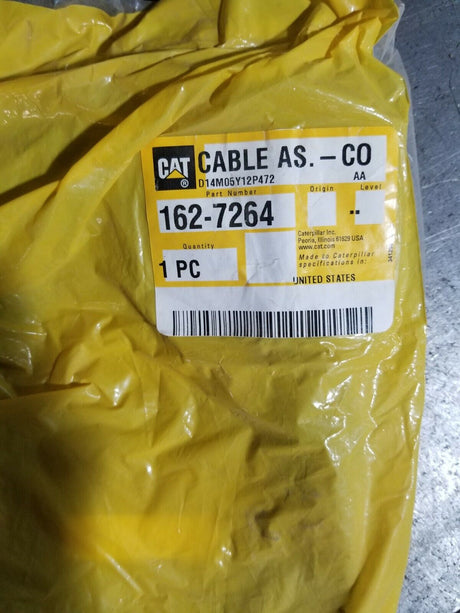 CAT ®
CABLE AS. – CO
D14M05Y12P472
AA
Part Number
Origin
Level
162-7264
..
Caterpillar Inc.
Peoria, Illinois 61629 USA
www.cat.com
Quantity
Made to Caterpillar
specifications in:
1 PC
UNITED STATES